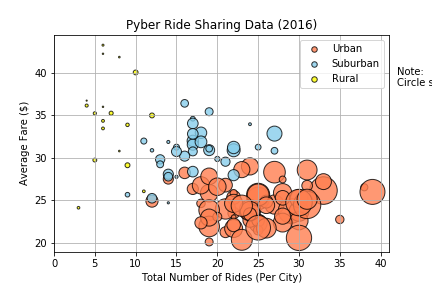 Pyber Ride Sharing Data (2016)
Average Fare ($)
40
35
30
25
20
0
5
10
15
20
25
30
35
40
Total Number of Rides (Per City)
Urban
Suburban
Rural
Note:
Circle s